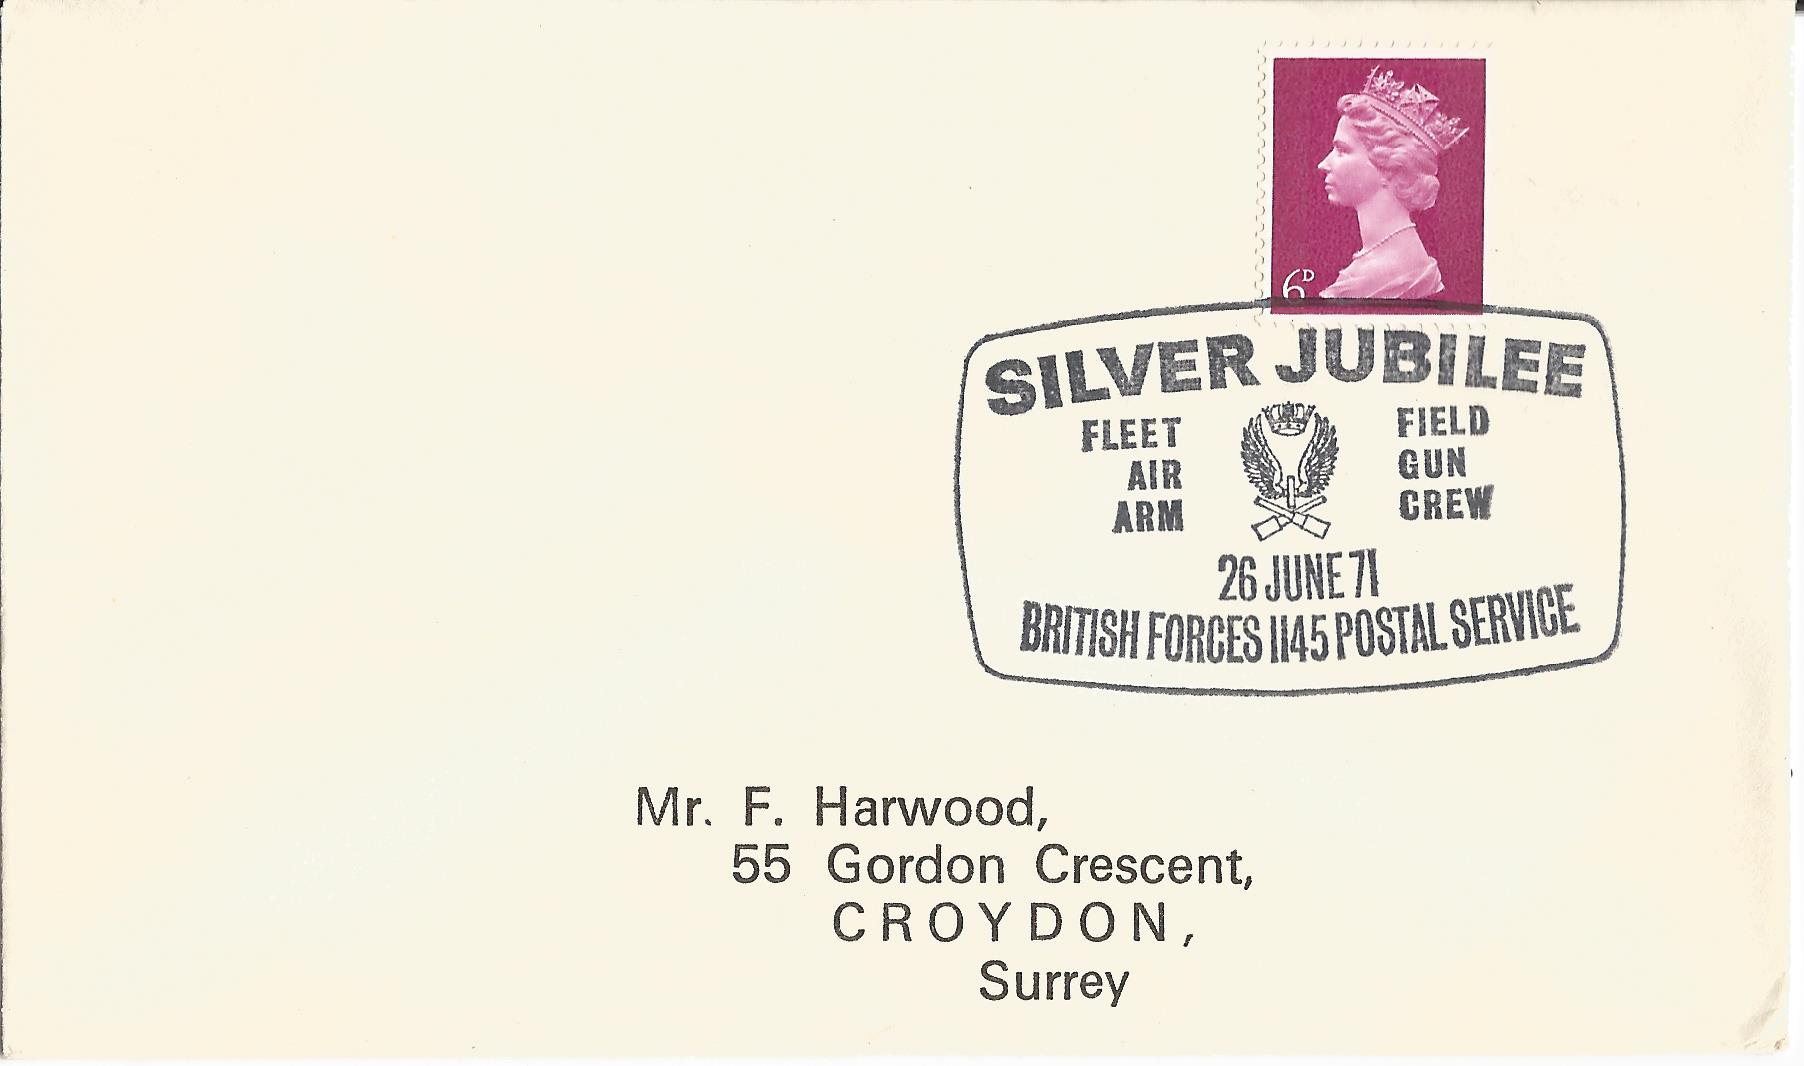 6D
SILVER JUBILEE
FLEET
AIR
ARM
FIELD
GUN
CREW
26 JUNE 71
BRITISH FORCES 1145 POSTAL SERVICE
Mr. F. Harwood,
55 Gordon Crescent,
CROYDON,
Surrey